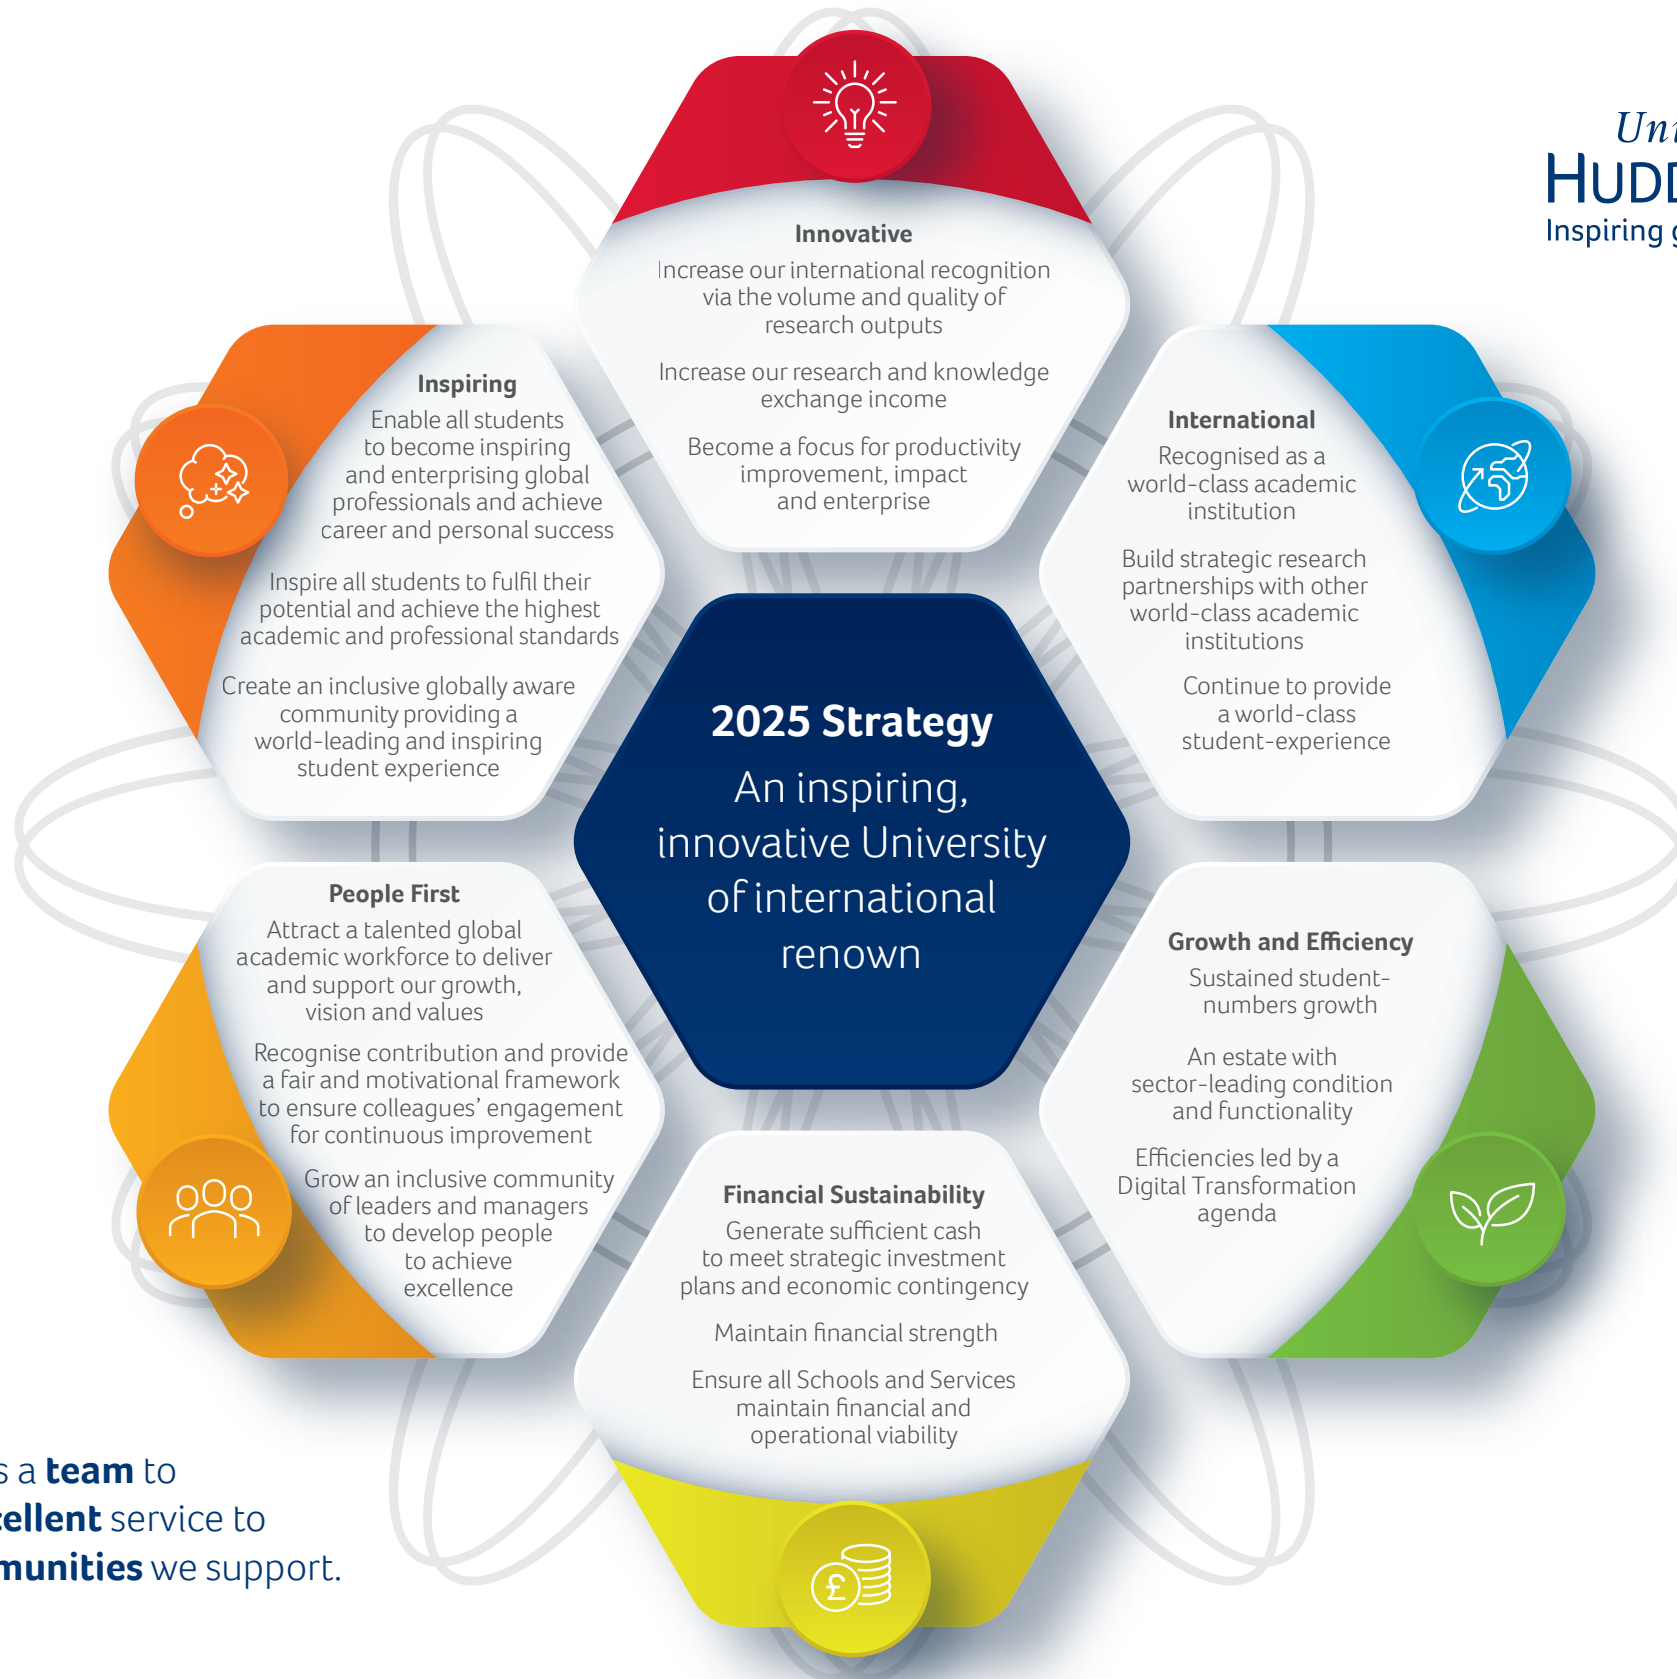 Innovative
Increase our international recognition
via the volume and quality of
research outputs
Increase our research and knowledge
exchange income
Become a focus for productivity
improvement, impact
and enterprise
Inspiring g
Inspiring
Enable all students
to become inspiring
and enterprising global
professionals and achieve
career and personal success
Inspire all students to fulfil their
potential and achieve the highest
academic and professional standards
Create an inclusive globally aware
community providing a
world-leading and inspiring
student experience
International
Recognised as a
world-class academic
institution
Build strategic research
partnerships with other
world-class academic
institutions
Continue to provide
a world-class
student-experience
2025 Strategy
An inspiring,
innovative University
of international
renown
People First
Attract a talented global
academic workforce to deliver
and support our growth,
vision and values
Recognise contribution and provide
a fair and motivational framework
to ensure colleagues’ engagement
for continuous improvement
Grow an inclusive community
of leaders and managers
to develop people
to achieve
excellence
Growth and Efficiency
Sustained student-
numbers growth
An estate with
sector-leading condition
and functionality
Efficiencies led by a
Digital Transformation
agenda
Financial Sustainability
Generate sufficient cash
to meet strategic investment
plans and economic contingency
Maintain financial strength
Ensure all Schools and Services
maintain financial and
operational viability
£
s a team to
cellent service to
munities we support.